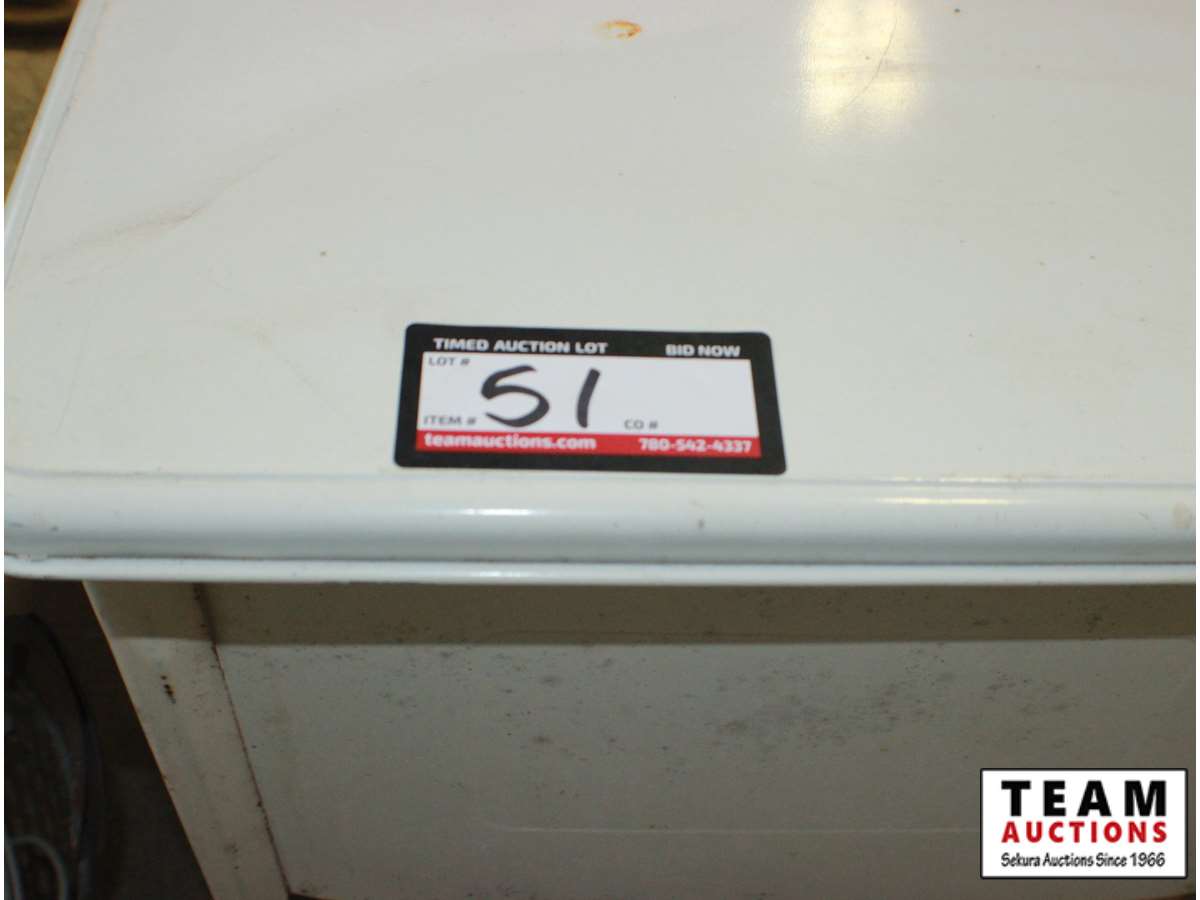 TIMED AUCTION LOT BID NOW
LOT #
51
ITEM # CO #
teamauctions.com 780-542-4337
TEAM
AUCTIONS
Sekura Auctions Since 1966